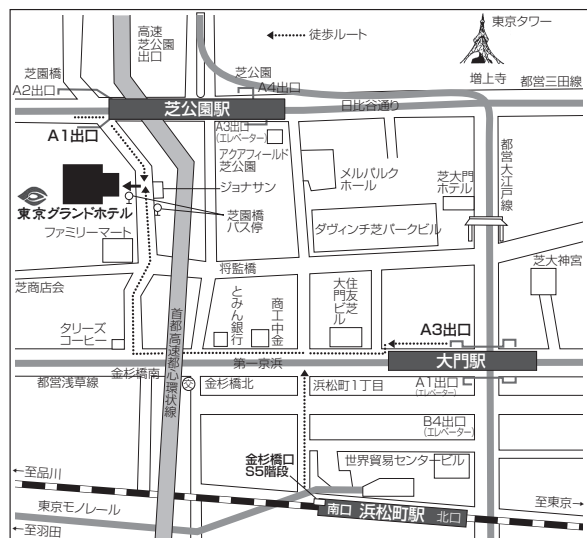 高速
芝公園
出口
徒歩ルート
東京タワー
増上寺
芝園橋
A2出口
芝公園
A4出口
都営三田線
芝公園駅
日比谷通り
A1出口
A3出口
(エレベーター)
アクアフィールド
芝公園
ジョナサン
メルパルク
ホール
芝大門
ホテル
都営大江戸線
東京グランドホテル
芝園橋
バス停
ファミリーマート
ダヴィンチ芝パークビル
芝大神宮
将監橋
芝商店会
とみん銀行
商工中金
住友芝
大門ビル
タリーズ
コーヒー
首都高速都心環状線
A3出口
第一京浜
大門駅
都営浅草線
金杉橋南
金杉橋北
浜松町1丁目
A1出口
(エレベーター)
B4出口
(エレベーター)
世界貿易センタービル
金杉橋口
S5階段
至品川
東京モノレール
至羽田
南口 浜松町駅 北口
至東京